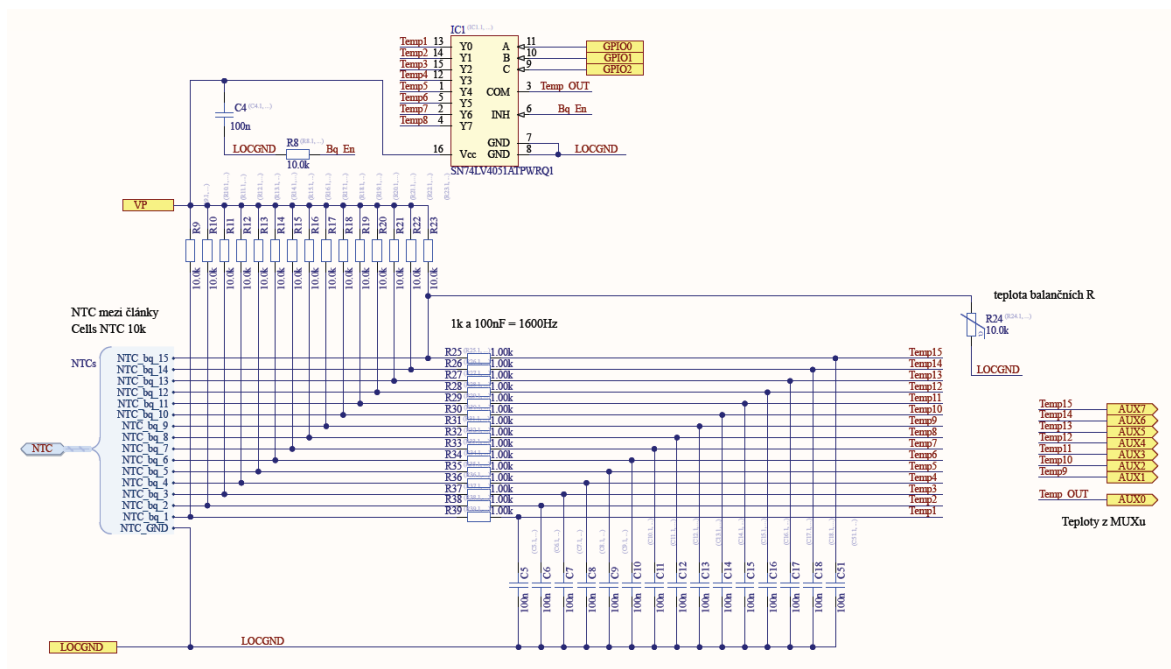 IC1
Temp1 13 Y0 A 11 GPIO0
Temp2 14 Y1 B 10 GPIO1
Temp3 15 Y2 C 9 GPIO2
Temp4 12 Y3
Temp5 1 Y4 COM 3 Temp_OUT
Temp6 5 Y5
Temp7 2 Y6 INH 6 Bq_En
Temp8 4 Y7
GND 7
16 Vcc GND 8 LOCGND
SN74LV4051ATPWRQ1
C4
100n
LOCGND R8 Bq_En
10.0k
VP
R9 R10 R11 R12 R13 R14 R15 R16 R17 R18 R19 R20 R21 R22 R23
10.0k 10.0k 10.0k 10.0k 10.0k 10.0k 10.0k 10.0k 10.0k 10.0k 10.0k 10.0k 10.0k 10.0k 10.0k
teplota balančních R
R24
10.0k
LOCGND
NTC mezi články
Cells NTC 10k
1k a 100nF = 1600Hz
NTCs
NTC
NTC_bq_15 R25 1.00k Temp15
NTC_bq_14 R26 1.00k Temp14
NTC_bq_13 R27 1.00k Temp13
NTC_bq_12 R28 1.00k Temp12
NTC_bq_11 R29 1.00k Temp11
NTC_bq_10 R30 1.00k Temp10
NTC_bq_9 R31 1.00k Temp9
NTC_bq_8 R32 1.00k Temp8
NTC_bq_7 R33 1.00k Temp7
NTC_bq_6 R34 1.00k Temp6
NTC_bq_5 R35 1.00k Temp5
NTC_bq_4 R36 1.00k Temp4
NTC_bq_3 R37 1.00k Temp3
NTC_bq_2 R38 1.00k Temp2
NTC_bq_1 R39 1.00k Temp1
NTC_GND
Temp15 AUX7
Temp14 AUX6
Temp13 AUX5
Temp12 AUX4
Temp11 AUX3
Temp10 AUX2
Temp9 AUX1
Temp_OUT AUX0
Teploty z MUXu
C5 C6 C7 C8 C9 C10 C11 C12 C13 C14 C15 C16 C17 C18 C51
100n 100n 100n 100n 100n 100n 100n 100n 100n 100n 100n 100n 100n 100n 100n
LOCGND LOCGND